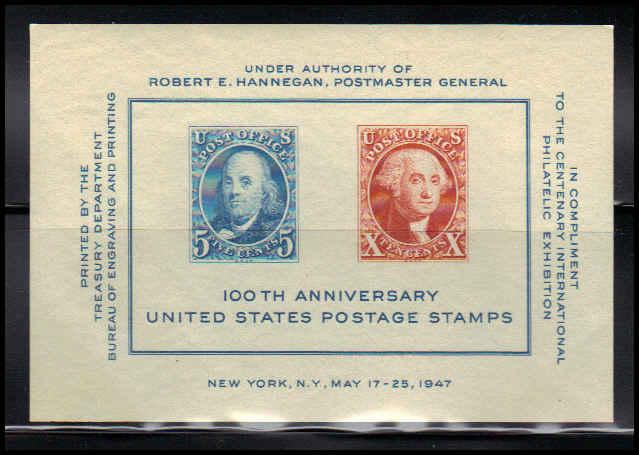 UNDER AUTHORITY OF
ROBERT E. HANNEGAN, POSTMASTER GENERAL
PRINTED BY THE
TREASURY DEPARTMENT
BUREAU OF ENGRAVING AND PRINTING
U S
POST OFFICE
5 FIVE CENTS 5
U S
POST OFFICE
X TEN CENTS X
100TH ANNIVERSARY
UNITED STATES POSTAGE STAMPS
IN COMPLIMENT
TO THE CENTENARY INTERNATIONAL
PHILATELIC EXHIBITION
NEW YORK, N.Y., MAY 17-25, 1947